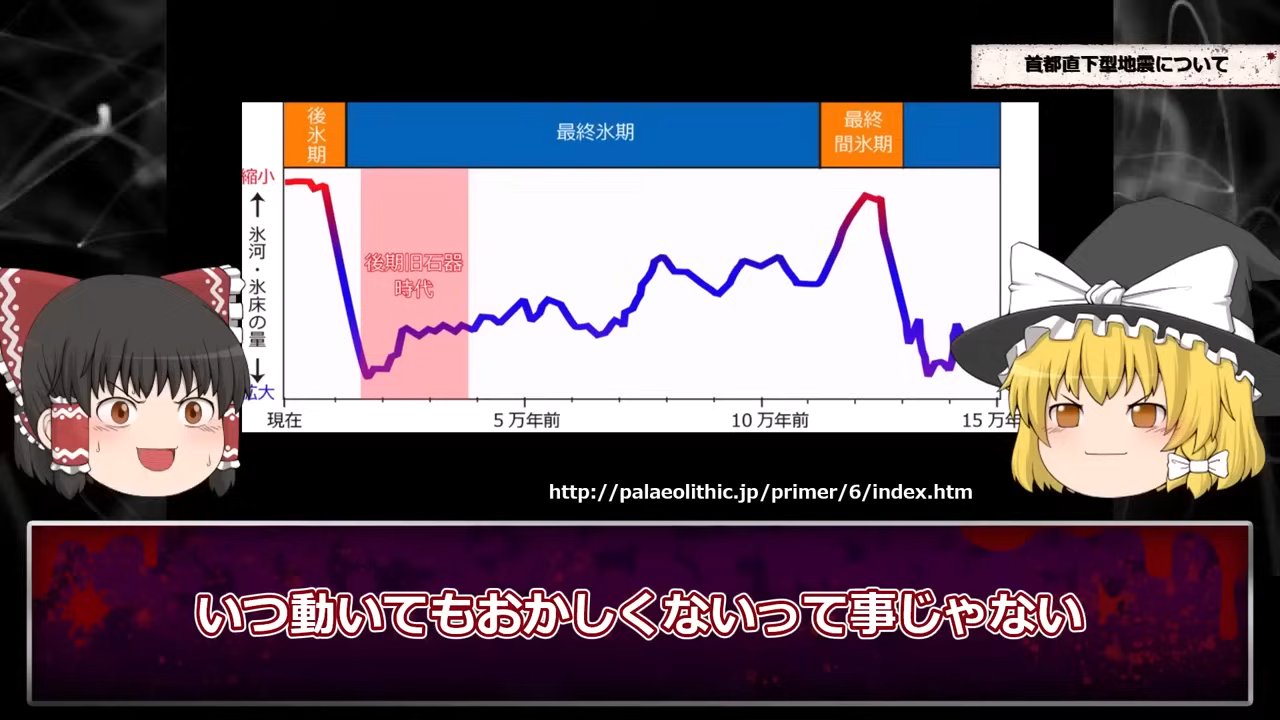 首都直下型地震について
後氷期
最終氷期
最終
間氷期
縮小
↑
氷河・氷床の量
↓
拡大
後期旧石器
時代
現在
5万年前
10万年前
15万年
http://palaeolithic.jp/primer/6/index.htm
いつ動いてもおかしくないって事じゃない